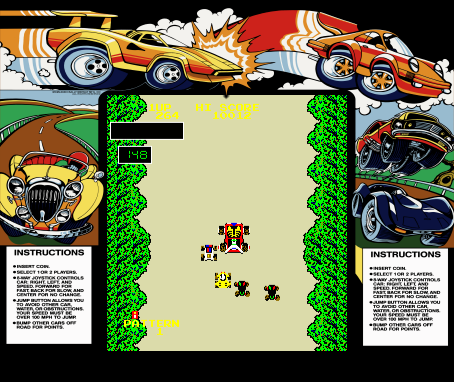 1UP HI SCORE
264 10012
148
PATTERN
1
INSTRUCTIONS
●INSERT COIN.
●SELECT 1 OR 2 PLAYERS.
●8-WAY JOYSTICK CONTROLS
CAR: RIGHT, LEFT, AND
SPEED. FORWARD FOR
FAST, BACK FOR SLOW, AND
CENTER FOR NO CHANGE.
●JUMP BUTTON ALLOWS YOU
TO AVOID OTHER CAR,
WATER, OR OBSTRUCTIONS.
YOUR SPEED MUST BE
OVER 100 MPH TO JUMP.
●BUMP OTHER CARS OFF
ROAD FOR POINTS.
INSTRUCTIONS
●INSERT COIN.
●SELECT 1 OR 2 PLAYERS.
●8-WAY JOYSTICK CONTROLS
CAR: RIGHT, LEFT, AND
SPEED. FORWARD FOR
FAST, BACK FOR SLOW, AND
CENTER FOR NO CHANGE.
●JUMP BUTTON ALLOWS YOU
TO AVOID OTHER CAR,
WATER, OR OBSTRUCTIONS.
YOUR SPEED MUST BE
OVER 100 MPH TO JUMP.
●BUMP OTHER CARS OFF
ROAD FOR POINTS.